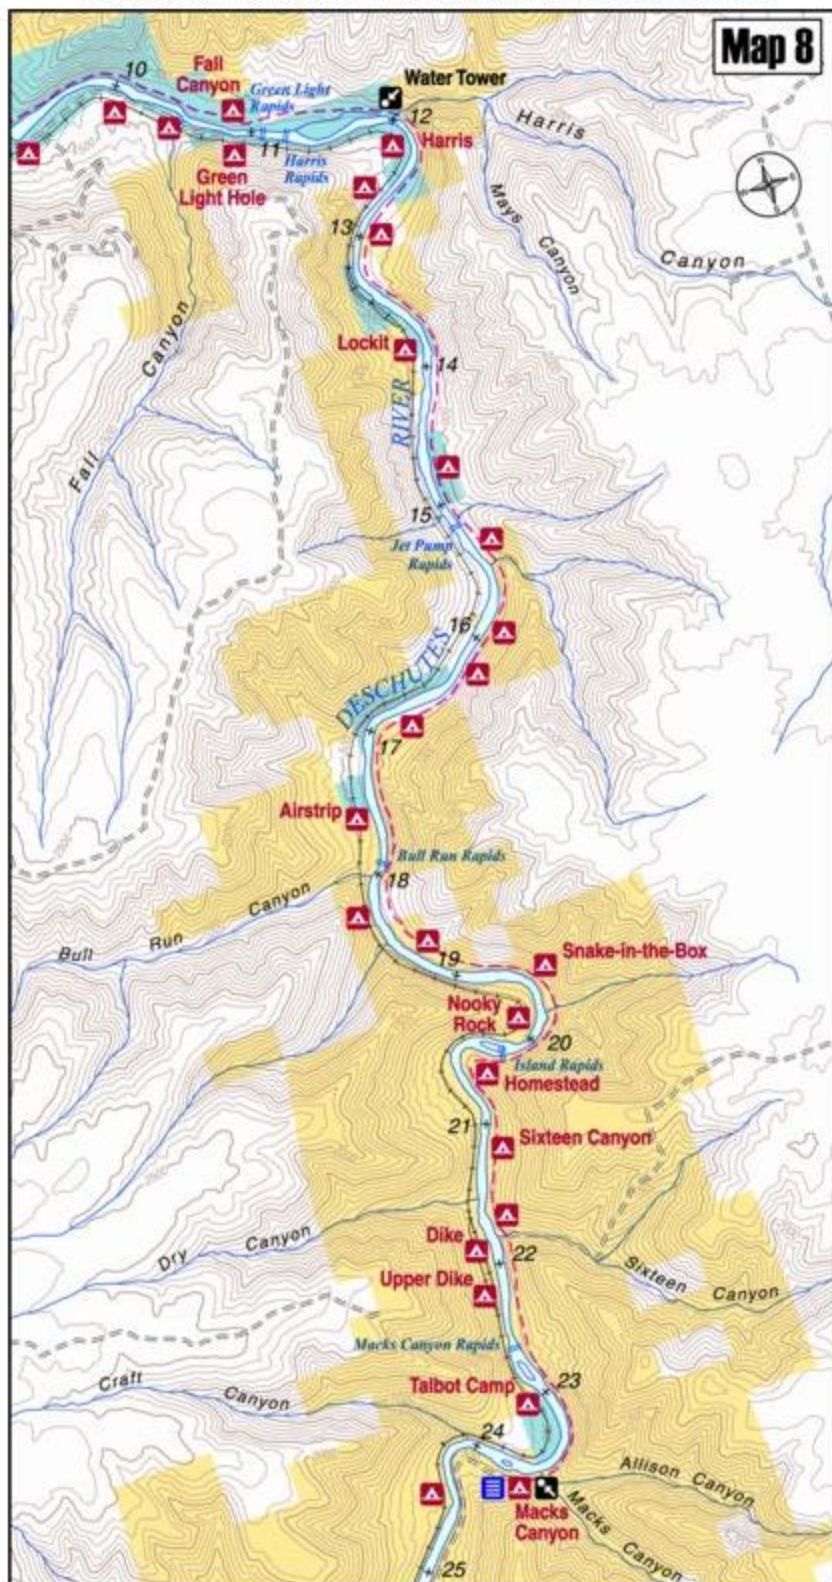 Map 8
10
Fall
Canyon
Green Light
Rapids
Water Tower
12
Harris
11
Harris
Rapids
Green
Light Hole
Harris
Canyon
Mays
Canyon
13
Lockit
14
RIVER
Fall
Canyon
15
Jet Pump
Rapids
16
DESCHUTES
17
Airstrip
Bull Run Rapids
18
Bull Run Canyon
19
Snake-in-the-Box
Nooky
Rock
20
Island Rapids
Homestead
21
Sixteen Canyon
Dry Canyon
Dike
22
Upper Dike
Sixteen Canyon
Macks Canyon Rapids
Craft Canyon
Talbot Camp
23
24
Allison Canyon
Macks
Canyon
Macks Canyon
25